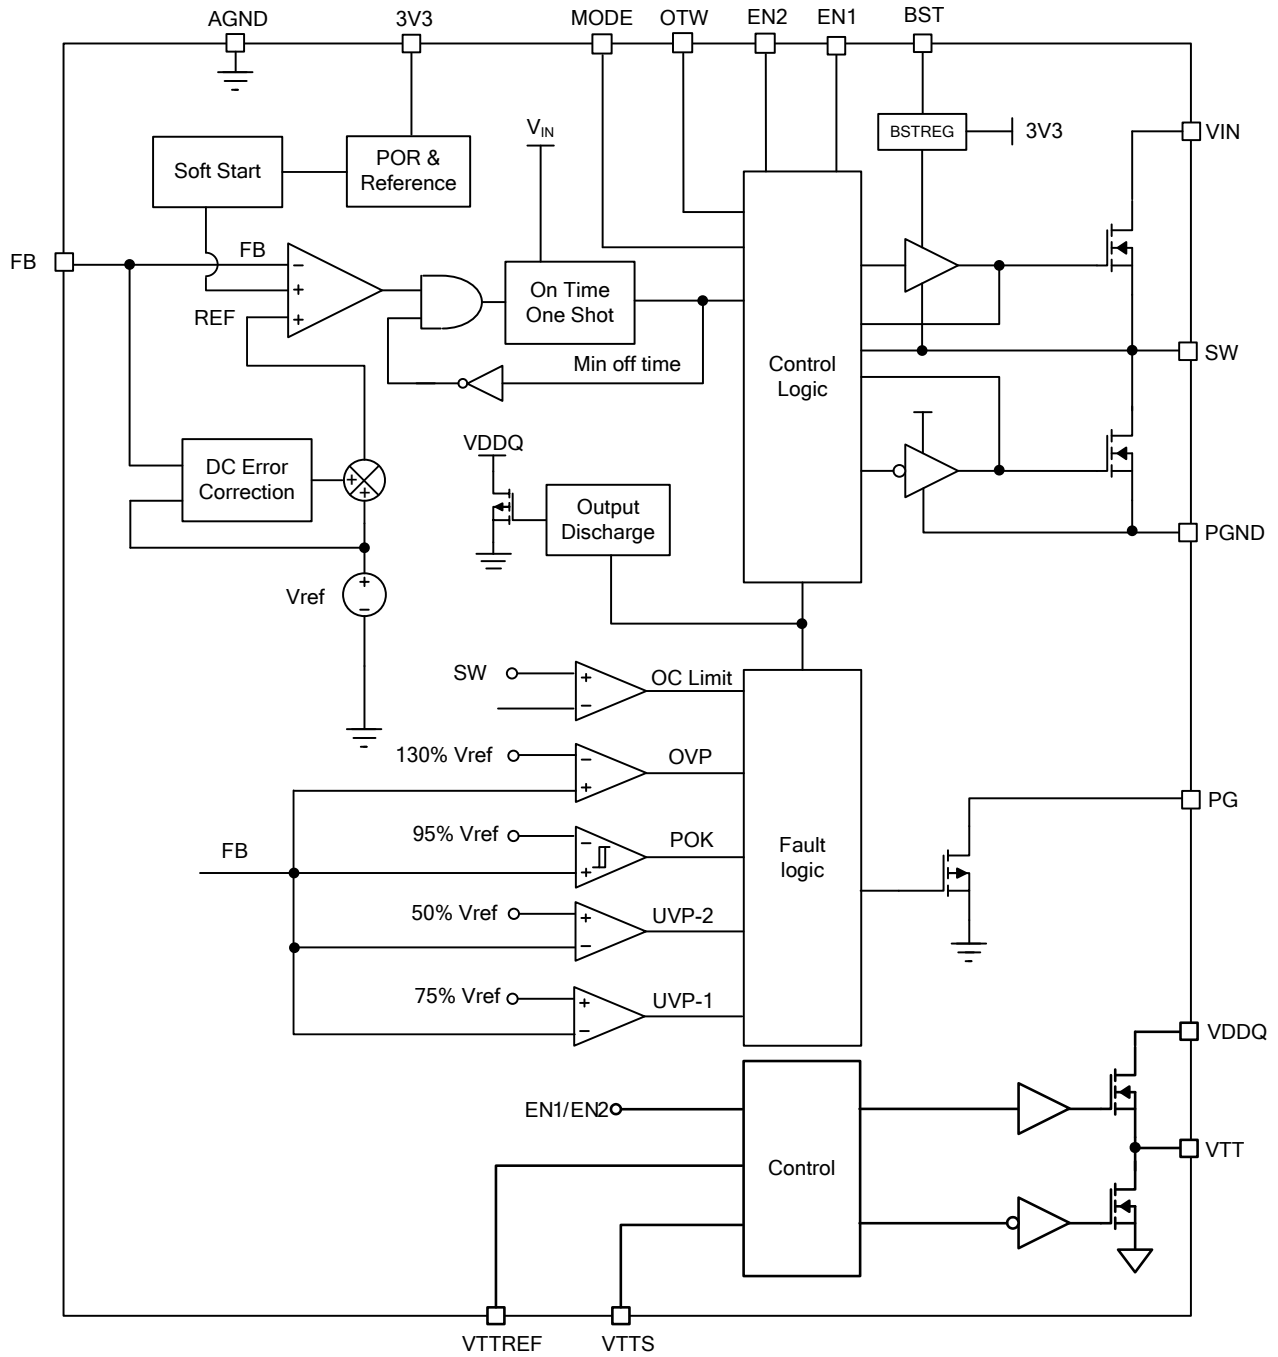 AGND
3V3
MODE
OTW
EN2
EN1
BST
BSTREG
3V3
VIN
VIN
Soft Start
POR &
Reference
FB
FB
−
+
+
REF
On Time
One Shot
Min off time
Control
Logic
SW
VDDQ
DC Error
Correction
+
+
Output
Discharge
PGND
Vref
+
−
SW
+
−
OC Limit
130% Vref
−
+
OVP
PG
95% Vref
−
+
POK
FB
Fault
logic
50% Vref
+
−
UVP-2
75% Vref
+
−
UVP-1
VDDQ
EN1/EN2
VTT
Control
VTTREF
VTTS